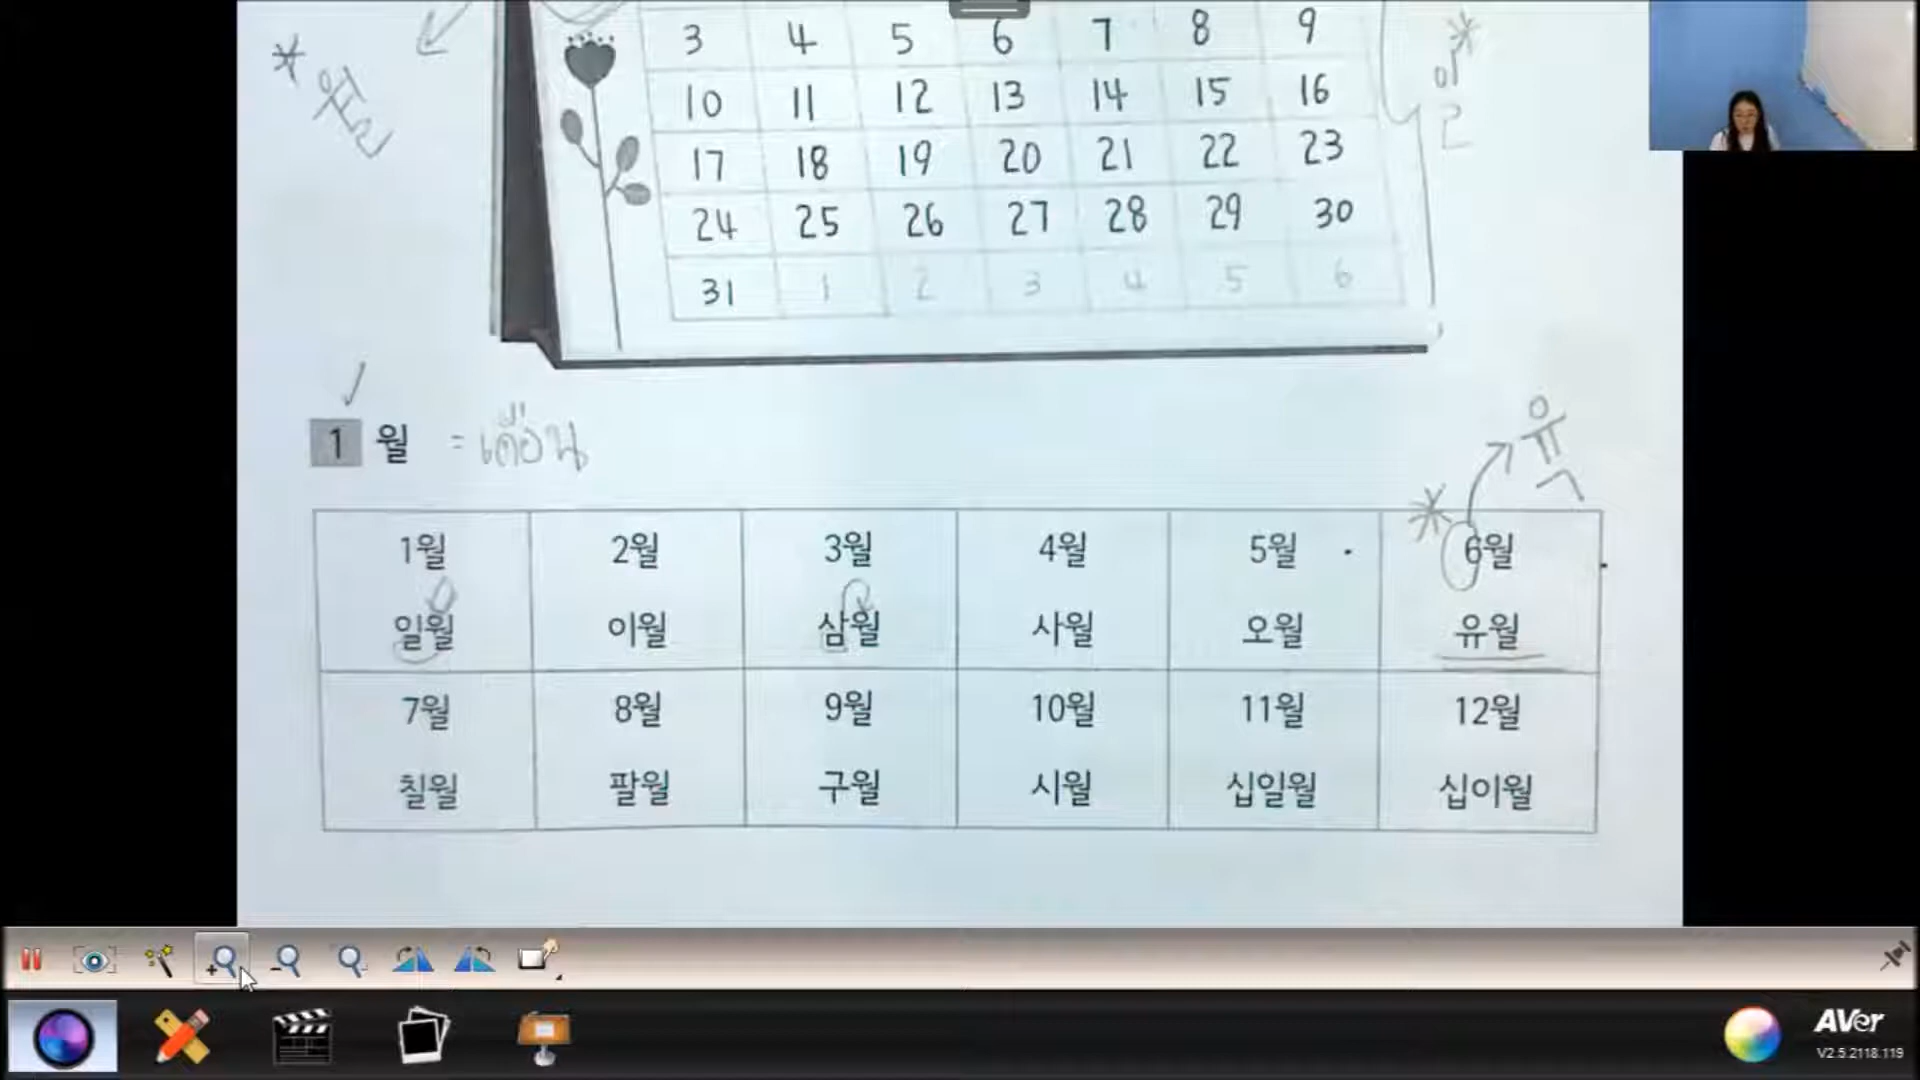 3 4 5 6 7 8 9
10 11 12 13 14 15 16
17 18 19 20 21 22 23
24 25 26 27 28 29 30
31 1 2 3 4 5 6
1 월 = เดือน
육
1월 2월 3월 4월 5월 6월
일월 이월 삼월 사월 오월 유월
7월 8월 9월 10월 11월 12월
칠월 팔월 구월 시월 십일월 십이월
AVer
V2.5.2118.119